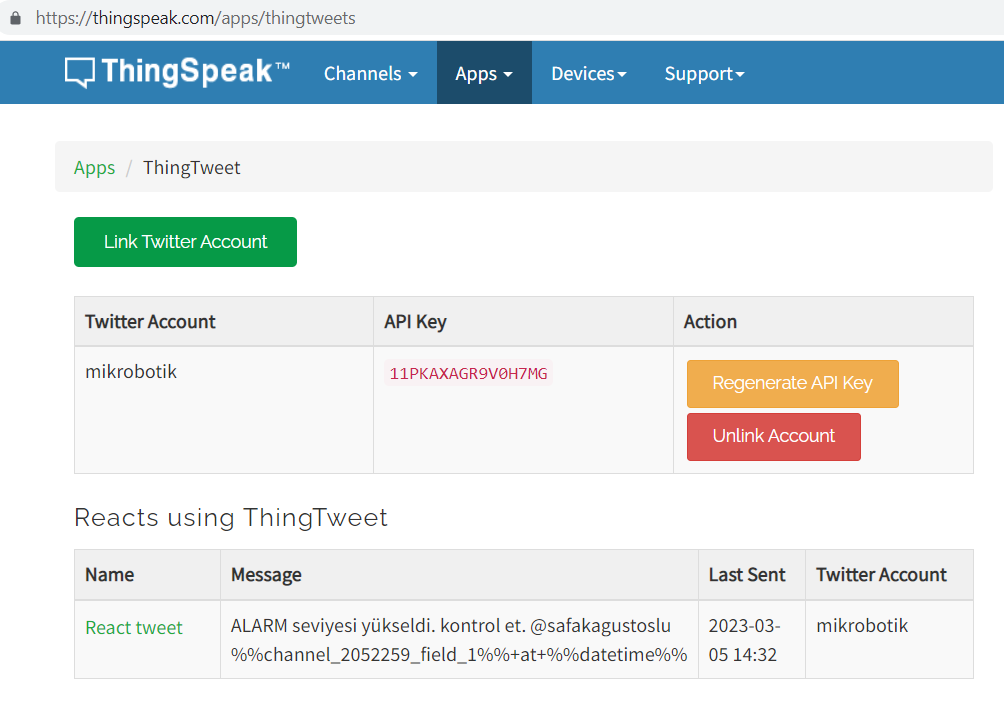 https://thingspeak.com/apps/thingtweets
ThingSpeak™ Channels Apps Devices Support
Apps / ThingTweet
Link Twitter Account
Twitter Account API Key Action
mikrobotik 11PKAXAGR9V0H7MG Regenerate API Key
Unlink Account
Reacts using ThingTweet
Name Message Last Sent Twitter Account
React tweet ALARM seviyesi yükseldi. kontrol et. @safakagustoslu 2023-03- mikrobotik
%%channel_2052259_field_1%%+at+%%datetime%% 05 14:32